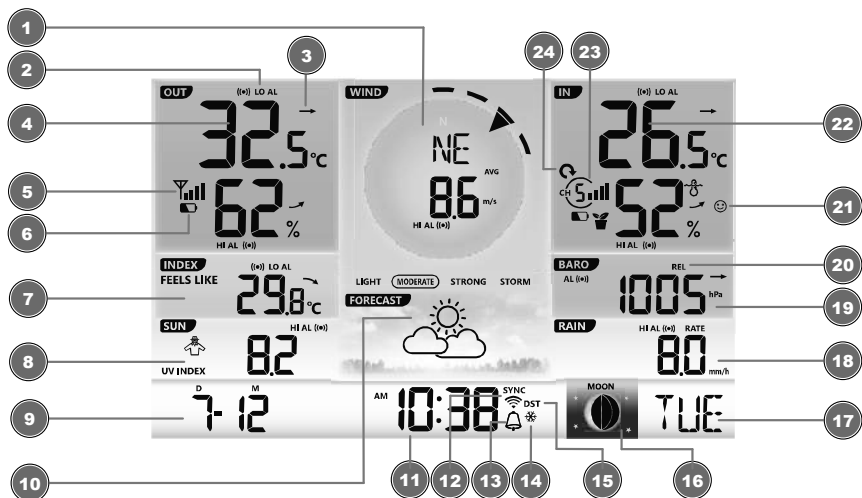 1
2
3
4
5
6
7
8
9
10
OUT
((•)) LO AL
32.5°C
62%
HI AL ((•))
INDEX
FEELS LIKE
((•)) LO AL
29.8°C
SUN
HI AL ((•))
UV INDEX
8.2
D M
7-12
WIND
N
NE
AVG
8.6 m/s
HI AL ((•))
LIGHT MODERATE STRONG STORM
FORECAST
AM 10:38
SYNC
DST
24 23
IN
((•)) LO AL
26.5°C
CH 5
52%
HI AL ((•))
BARO
REL
AL ((•))
1005 hPa
RAIN
HI AL ((•)) RATE
8.0 mm/h
MOON
TUE
22
21
20
19
18
17
11 12 13 14 15 16